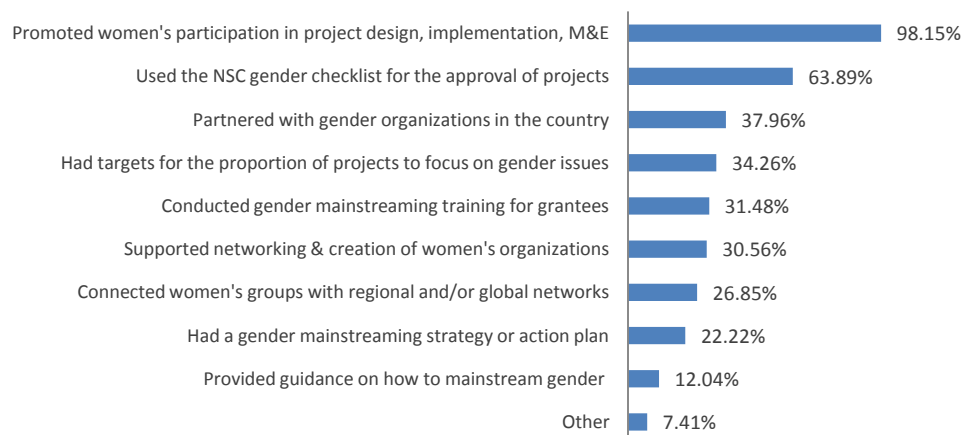 Promoted women's participation in project design, implementation, M&E 98.15%
Used the NSC gender checklist for the approval of projects 63.89%
Partnered with gender organizations in the country 37.96%
Had targets for the proportion of projects to focus on gender issues 34.26%
Conducted gender mainstreaming training for grantees 31.48%
Supported networking & creation of women's organizations 30.56%
Connected women's groups with regional and/or global networks 26.85%
Had a gender mainstreaming strategy or action plan 22.22%
Provided guidance on how to mainstream gender 12.04%
Other 7.41%